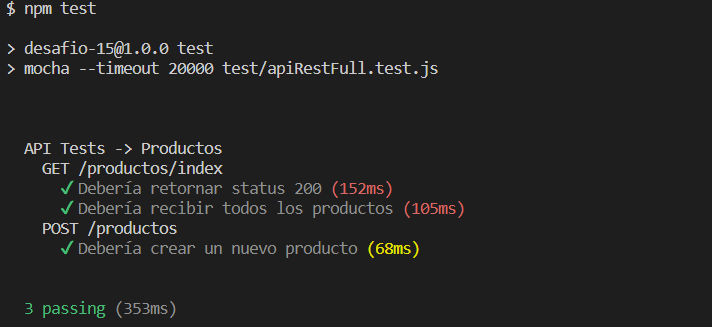 $ npm test
> desafio-15@1.0.0 test
> mocha --timeout 20000 test/apiRestFull.test.js
API Tests -> Productos
GET /productos/index
✓ Debería retornar status 200 (152ms)
✓ Debería recibir todos los productos (105ms)
POST /productos
✓ Debería crear un nuevo producto (68ms)
3 passing (353ms)